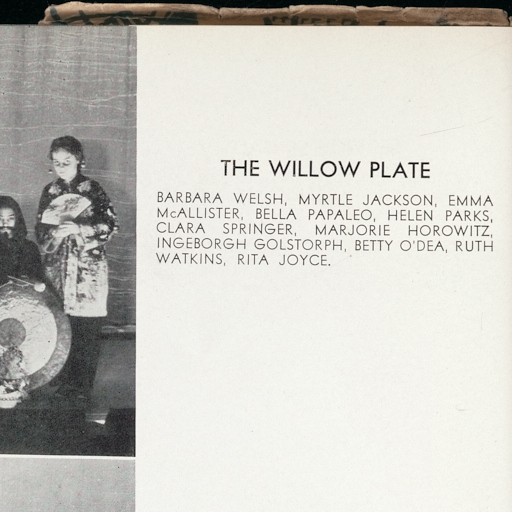 THE WILLOW PLATE
BARBARA WELSH, MYRTLE JACKSON, EMMA
McALLISTER, BELLA PAPALEO, HELEN PARKS,
CLARA SPRINGER, MARJORIE HOROWITZ,
INGEBORGH GOLSTORPH, BETTY O'DEA, RUTH
WATKINS, RITA JOYCE.